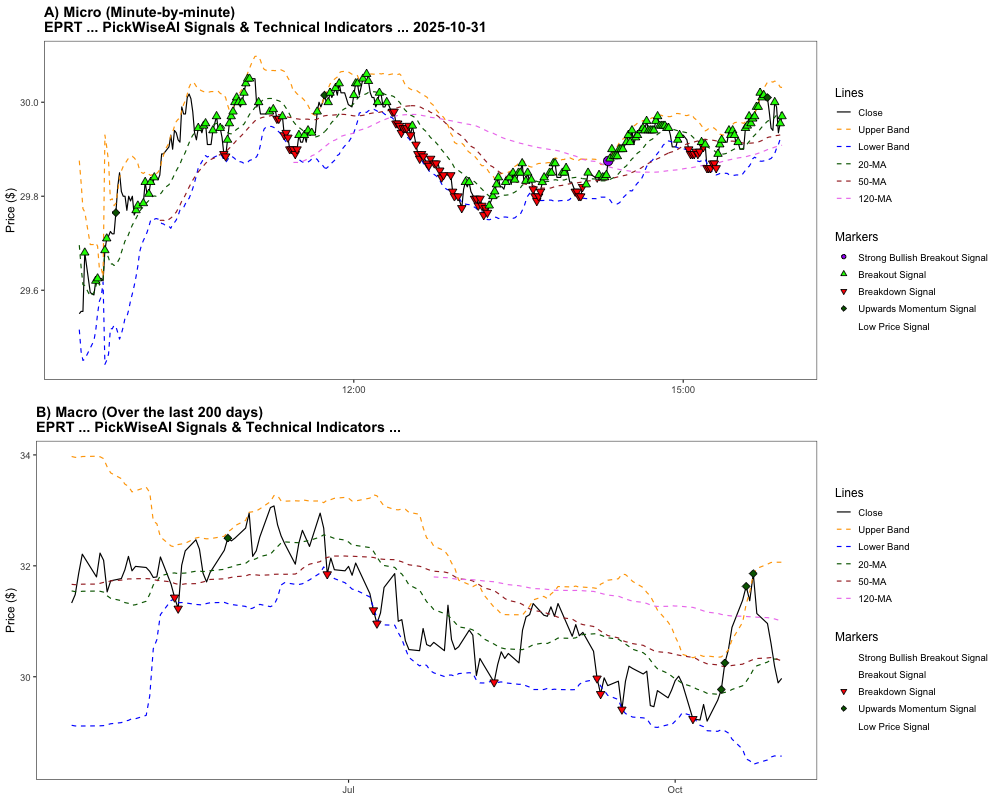 A) Micro (Minute-by-minute)
EPRT ... PickWiseAI Signals & Technical Indicators ... 2025-10-31
Price ($)
30.0
29.8
29.6
12:00
15:00
Lines
Close
Upper Band
Lower Band
20-MA
50-MA
120-MA
Markers
Strong Bullish Breakout Signal
Breakout Signal
Breakdown Signal
Upwards Momentum Signal
Low Price Signal
B) Macro (Over the last 200 days)
EPRT ... PickWiseAI Signals & Technical Indicators ...
Price ($)
34
32
30
Jul
Oct
Lines
Close
Upper Band
Lower Band
20-MA
50-MA
120-MA
Markers
Strong Bullish Breakout Signal
Breakout Signal
Breakdown Signal
Upwards Momentum Signal
Low Price Signal